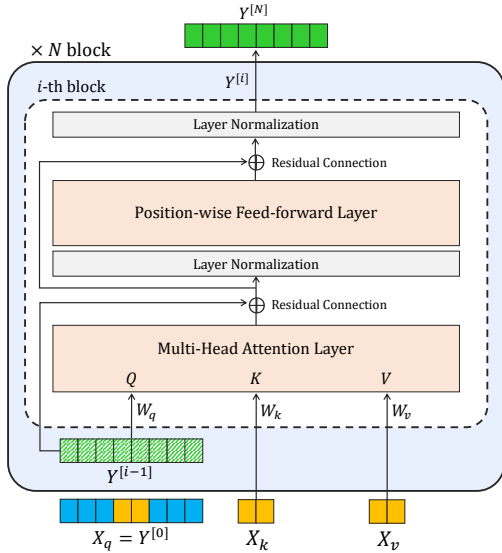 Y^{[N]}
× N block
Y^{[i]}
i-th block
Layer Normalization
Residual Connection
Position-wise Feed-forward Layer
Layer Normalization
Residual Connection
Multi-Head Attention Layer
Q K V
W_q W_k W_v
Y^{[i−1]}
X_q = Y^{[0]} X_k X_v